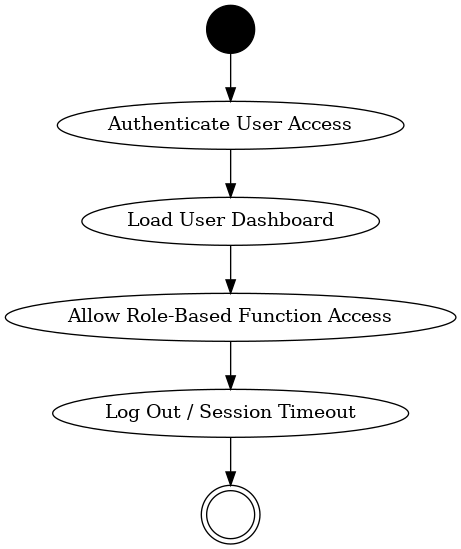 Authenticate User Access
Load User Dashboard
Allow Role-Based Function Access
Log Out / Session Timeout